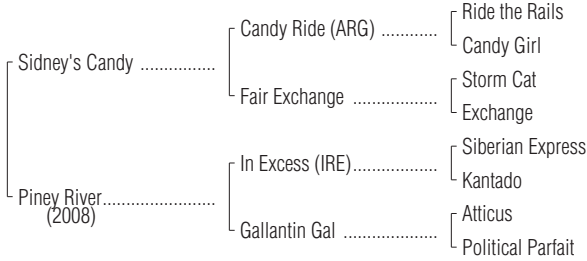 Ride the Rails
Candy Ride (ARG) ............
Candy Girl
Sidney's Candy ................
Storm Cat
Fair Exchange ..................
Exchange
Siberian Express
In Excess (IRE)..................
Kantado
Piney River........................
(2008)
Atticus
Gallantin Gal ....................
Political Parfait